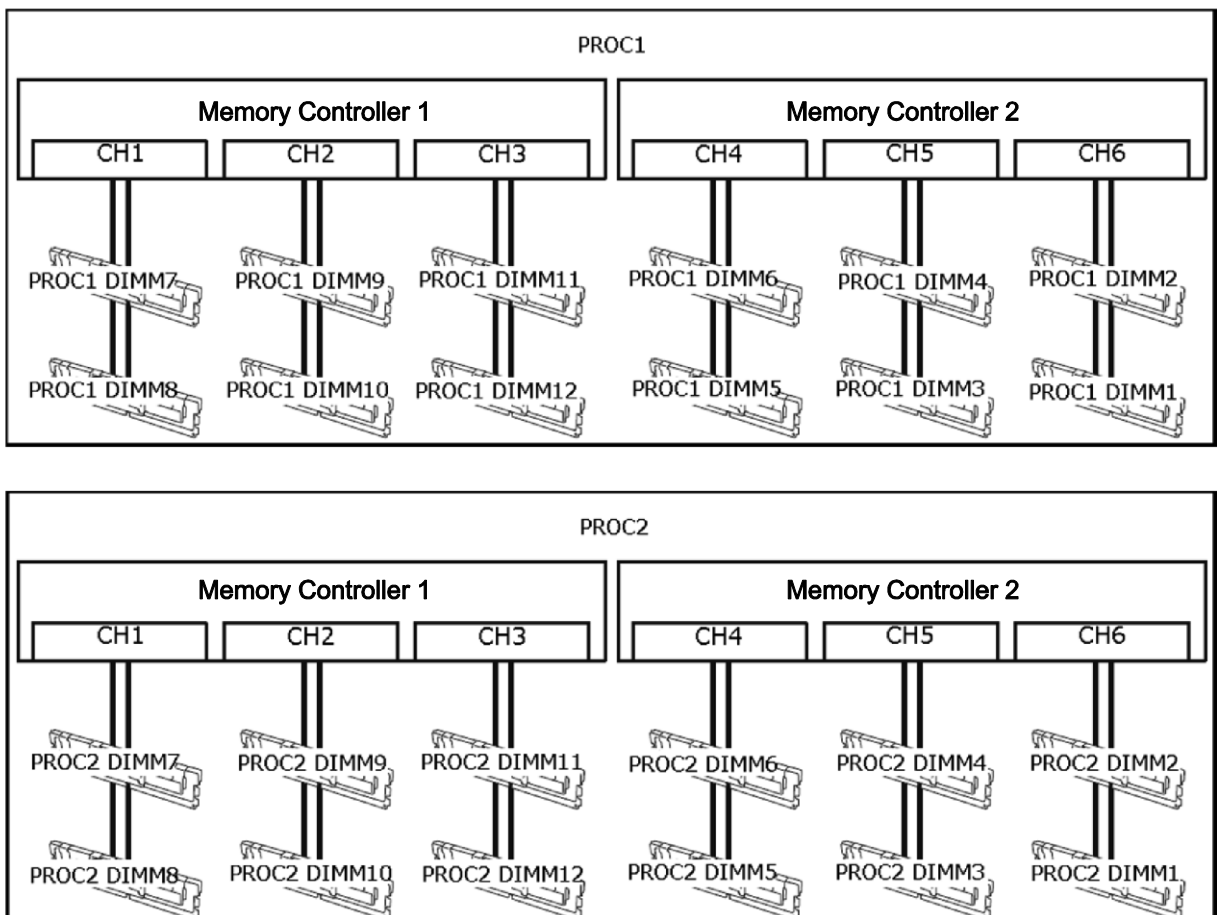 PROC1
Memory Controller 1 Memory Controller 2
CH1 CH2 CH3 CH4 CH5 CH6
PROC1 DIMM7 PROC1 DIMM9 PROC1 DIMM11 PROC1 DIMM6 PROC1 DIMM4 PROC1 DIMM2
PROC1 DIMM8 PROC1 DIMM10 PROC1 DIMM12 PROC1 DIMM5 PROC1 DIMM3 PROC1 DIMM1
PROC2
Memory Controller 1 Memory Controller 2
CH1 CH2 CH3 CH4 CH5 CH6
PROC2 DIMM7 PROC2 DIMM9 PROC2 DIMM11 PROC2 DIMM6 PROC2 DIMM4 PROC2 DIMM2
PROC2 DIMM8 PROC2 DIMM10 PROC2 DIMM12 PROC2 DIMM5 PROC2 DIMM3 PROC2 DIMM1